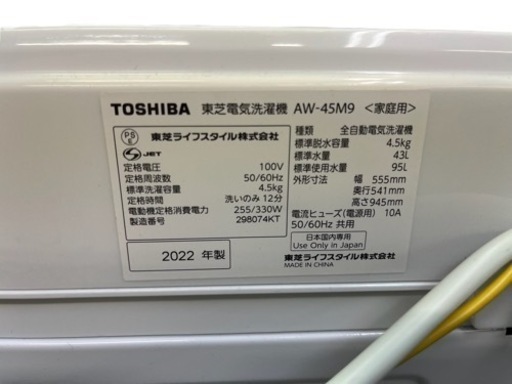 TOSHIBA 東芝電気洗濯機 AW-45M9 <家庭用>
PS
E
東芝ライフスタイル株式会社
S JET
定格電圧 100V
定格周波数 50/60Hz
標準洗濯容量 4.5kg
定格時間 洗いのみ 12分
電動機定格消費電力 255/330W
製造番号 298074KT
2022 年製
種類 全自動電気洗濯機
標準脱水容量 4.5kg
標準水量 43L
標準使用水量 95L
外形寸法 幅 555mm
奥行541mm
高さ945mm
電流ヒューズ(電源用) 10A
50/60Hz 共用
日本国内専用
Use Only in Japan
東芝ライフスタイル株式会社
MADE IN CHINA